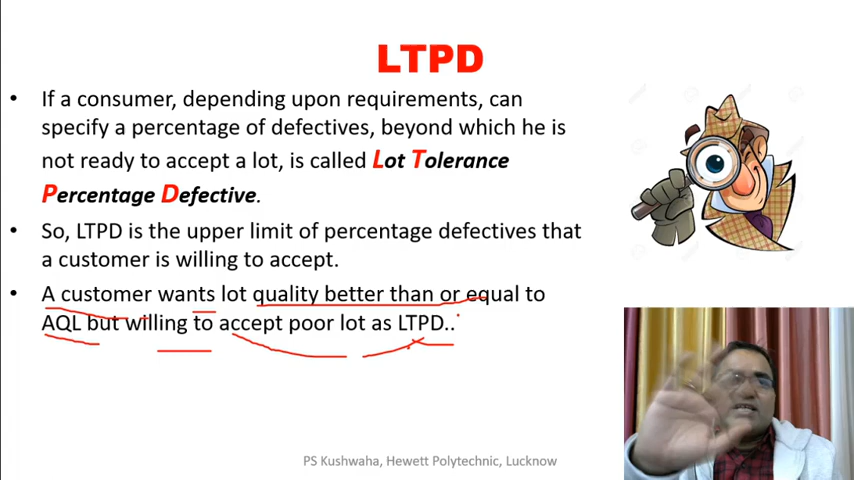 LTPD
• If a consumer, depending upon requirements, can
specify a percentage of defectives, beyond which he is
not ready to accept a lot, is called Lot Tolerance
Percentage Defective.
• So, LTPD is the upper limit of percentage defectives that
a customer is willing to accept.
• A customer wants lot quality better than or equal to
AQL but willing to accept poor lot as LTPD..
PS Kushwaha, Hewett Polytechnic, Lucknow